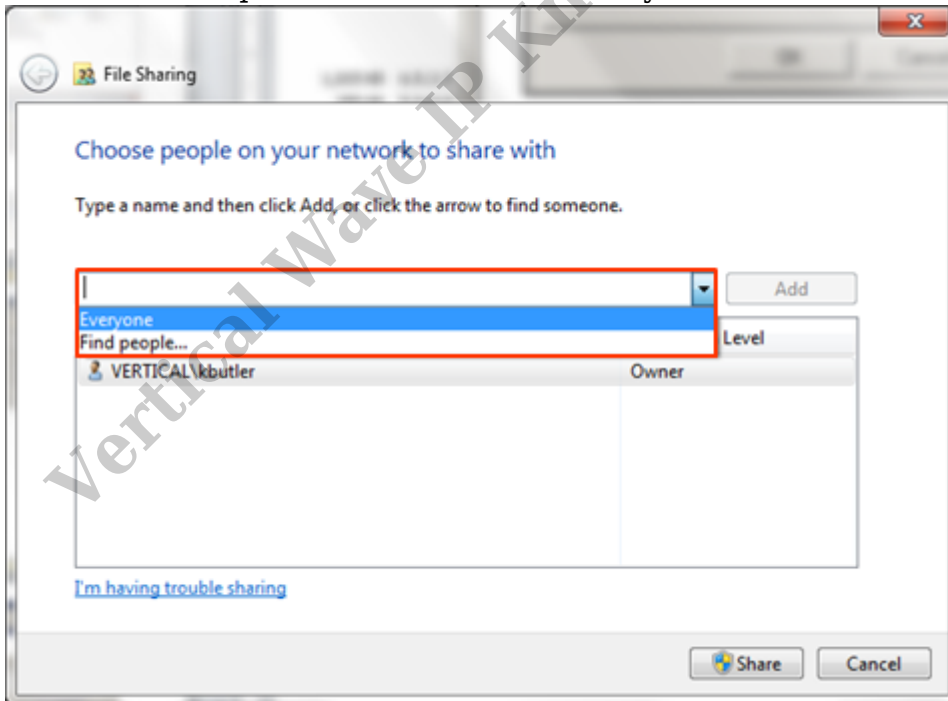 File Sharing
Choose people on your network to share with
Type a name and then click Add, or click the arrow to find someone.
Add
Everyone
Find people...
Level
VERTICAL\kbutler
Owner
I'm having trouble sharing
Share
Cancel
Vertical Wave IP